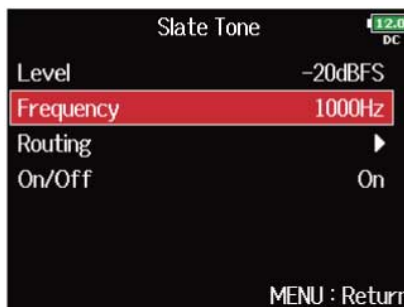 Slate Tone
12.0
DC
Level -20dBFS
Frequency 1000Hz
Routing
On/Off On
MENU : Return